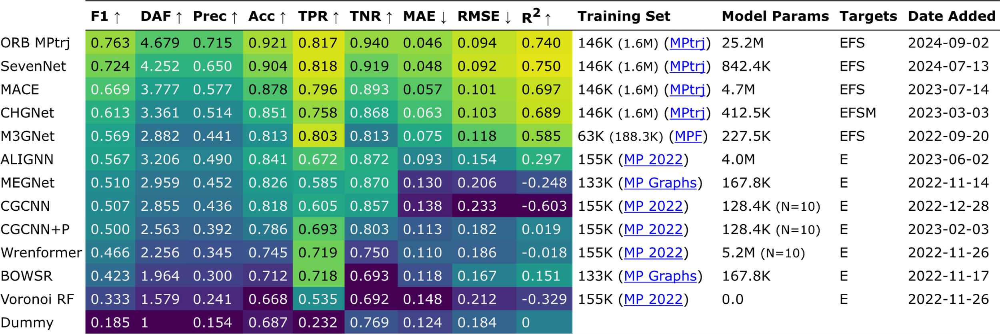 F1 ↑ DAF ↑ Prec ↑ Acc ↑ TPR ↑ TNR ↑ MAE ↓ RMSE ↓ R² ↑ Training Set Model Params Targets Date Added
ORB MPtrj 0.763 4.679 0.715 0.921 0.817 0.940 0.046 0.094 0.740 146K (1.6M) (MPtrj) 25.2M EFS 2024-09-02
SevenNet 0.724 4.252 0.650 0.904 0.818 0.919 0.048 0.092 0.750 146K (1.6M) (MPtrj) 842.4K EFS 2024-07-13
MACE 0.669 3.777 0.577 0.878 0.796 0.893 0.057 0.101 0.697 146K (1.6M) (MPtrj) 4.7M EFS 2023-07-14
CHGNet 0.613 3.361 0.514 0.851 0.758 0.868 0.063 0.103 0.689 146K (1.6M) (MPtrj) 412.5K EFSM 2023-03-03
M3GNet 0.569 2.882 0.441 0.813 0.803 0.813 0.075 0.118 0.585 63K (188.3K) (MPF) 227.5K EFS 2022-09-20
ALIGNN 0.567 3.206 0.490 0.841 0.672 0.872 0.093 0.154 0.297 155K (MP 2022) 4.0M E 2023-06-02
MEGNet 0.510 2.959 0.452 0.826 0.585 0.870 0.130 0.206 -0.248 133K (MP Graphs) 167.8K E 2022-11-14
CGCNN 0.507 2.855 0.436 0.818 0.605 0.857 0.138 0.233 -0.603 155K (MP 2022) 128.4K (N=10) E 2022-12-28
CGCNN+P 0.500 2.563 0.392 0.786 0.693 0.803 0.113 0.182 0.019 155K (MP 2022) 128.4K (N=10) E 2023-02-03
Wrenformer 0.466 2.256 0.345 0.745 0.719 0.750 0.110 0.186 -0.018 155K (MP 2022) 5.2M (N=10) E 2022-11-26
BOWSR 0.423 1.964 0.300 0.712 0.718 0.693 0.118 0.167 0.151 133K (MP Graphs) 167.8K E 2022-11-17
Voronoi RF 0.333 1.579 0.241 0.668 0.535 0.692 0.148 0.212 -0.329 155K (MP 2022) 0.0 E 2022-11-26
Dummy 0.185 1 0.154 0.687 0.232 0.769 0.124 0.184 0